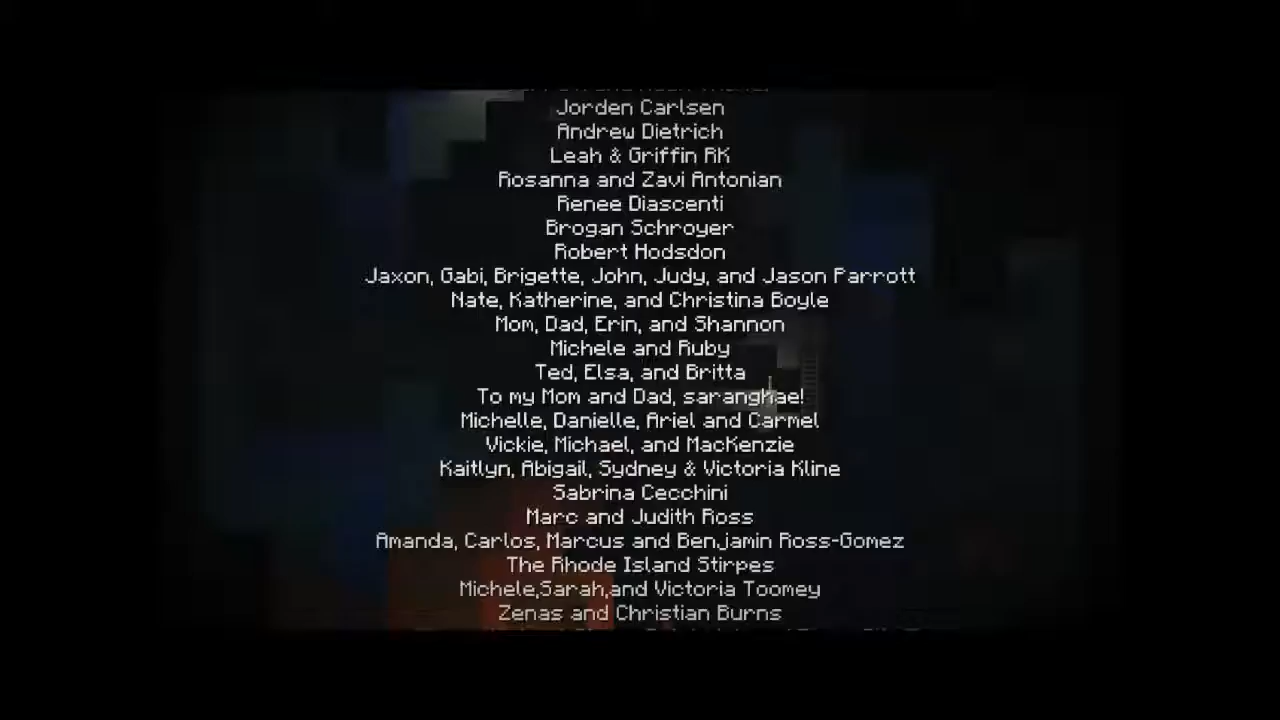 Jorden Carlsen
Andrew Dietrich
Leah & Griffin RK
Rosanna and Zavi Antonian
Renee Diascenti
Brogan Schroyer
Robert Hodsdon
Jaxon, Gabi, Brigette, John, Judy, and Jason Parrott
Nate, Katherine, and Christina Boyle
Mom, Dad, Erin, and Shannon
Michele and Ruby
Ted, Elsa, and Britta
To my Mom and Dad, saranghae!
Michelle, Danielle, Ariel and Carmel
Vickie, Michael, and MacKenzie
Kaitlyn, Abigail, Sydney & Victoria Kline
Sabrina Cecchini
Marc and Judith Ross
Amanda, Carlos, Marcus and Benjamin Ross-Gomez
The Rhode Island Stirpes
Michele,Sarah,and Victoria Toomey
Zenas and Christian Burns